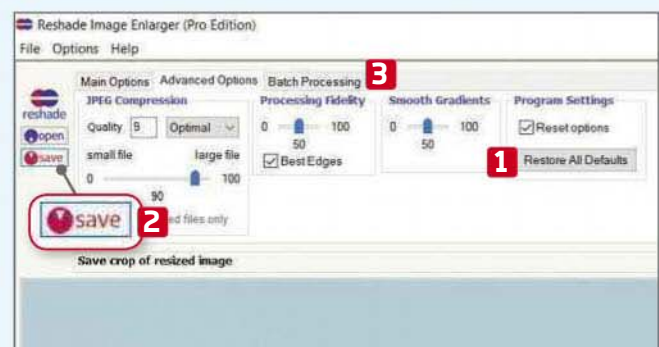 Reshade Image Enlarger (Pro Edition)
File Options Help
Main Options Advanced Options Batch Processing 3
reshade
open
save
JPEG Compression
Quality 9 Optimal
small file large file
0 100
90
ed files only
Processing Fidelity
0 100
50
Best Edges
Smooth Gradients
0 100
50
Program Settings
Reset options
1 Restore All Defaults
save 2
Save crop of resized image